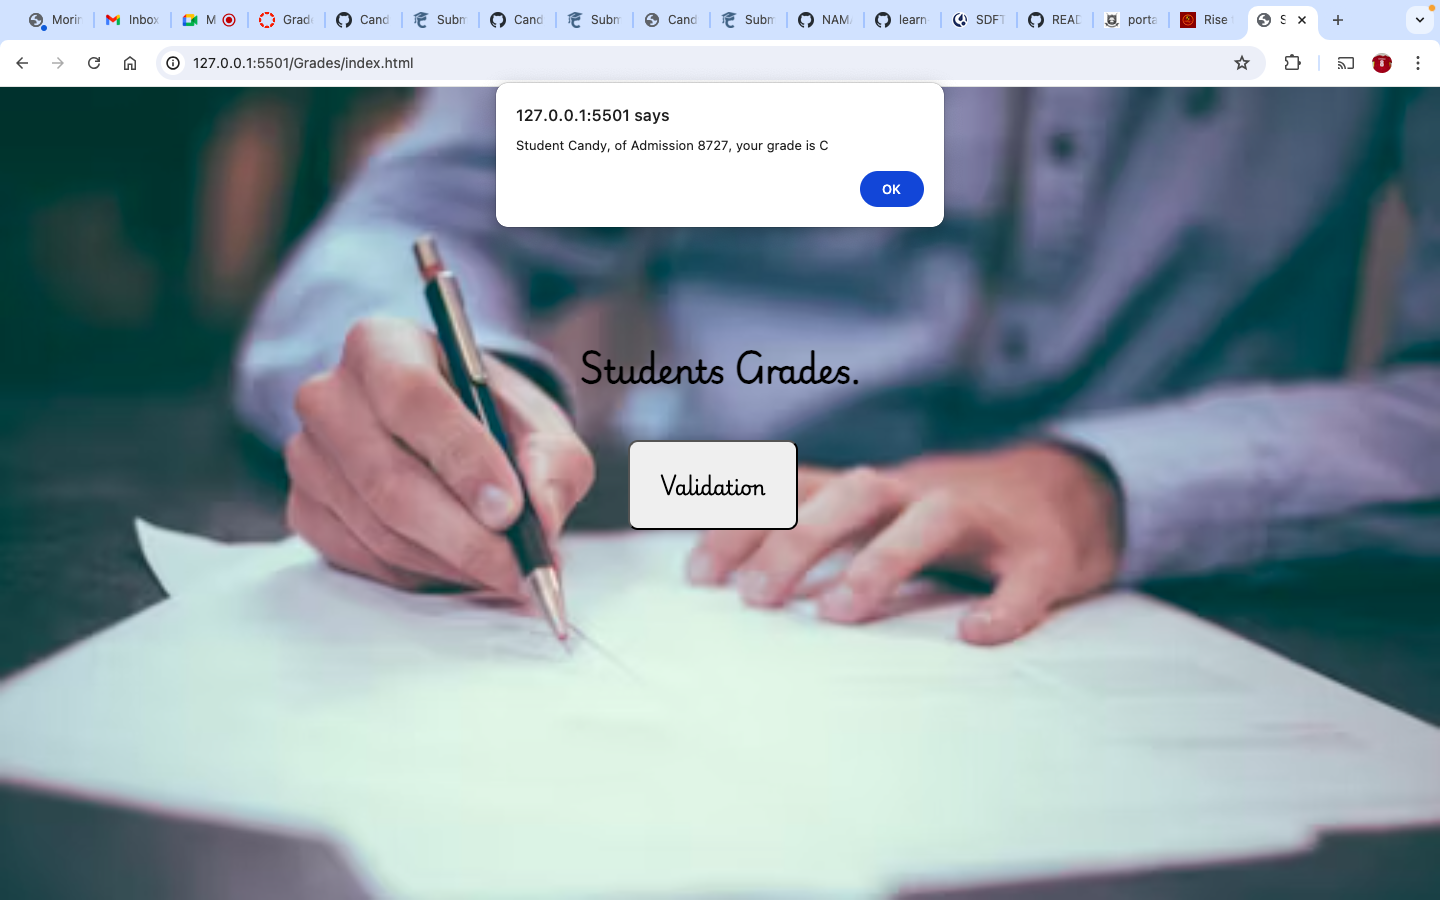 Morin Inbox M Grade Cand Subm Cand Subm Cand Subm NAM learn SDFT READ porta Rise S
127.0.0.1:5501/Grades/index.html
127.0.0.1:5501 says
Student Candy, of Admission 8727, your grade is C
OK
Students Grades.
Validation